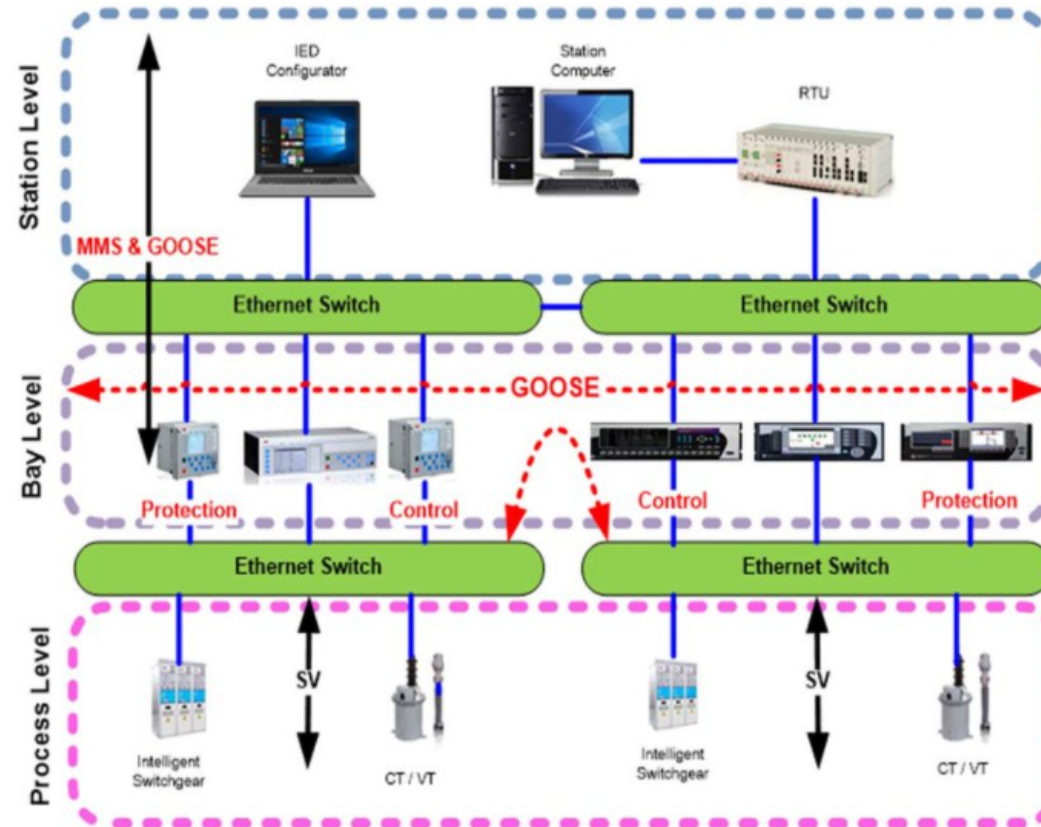 Station Level
IED
Configurator
Station
Computer
RTU
MMS & GOOSE
Ethernet Switch
Ethernet Switch
Bay Level
GOOSE
Protection
Control
Control
Protection
Ethernet Switch
Ethernet Switch
Process Level
SV
SV
Intelligent
Switchgear
CT / VT
Intelligent
Switchgear
CT / VT